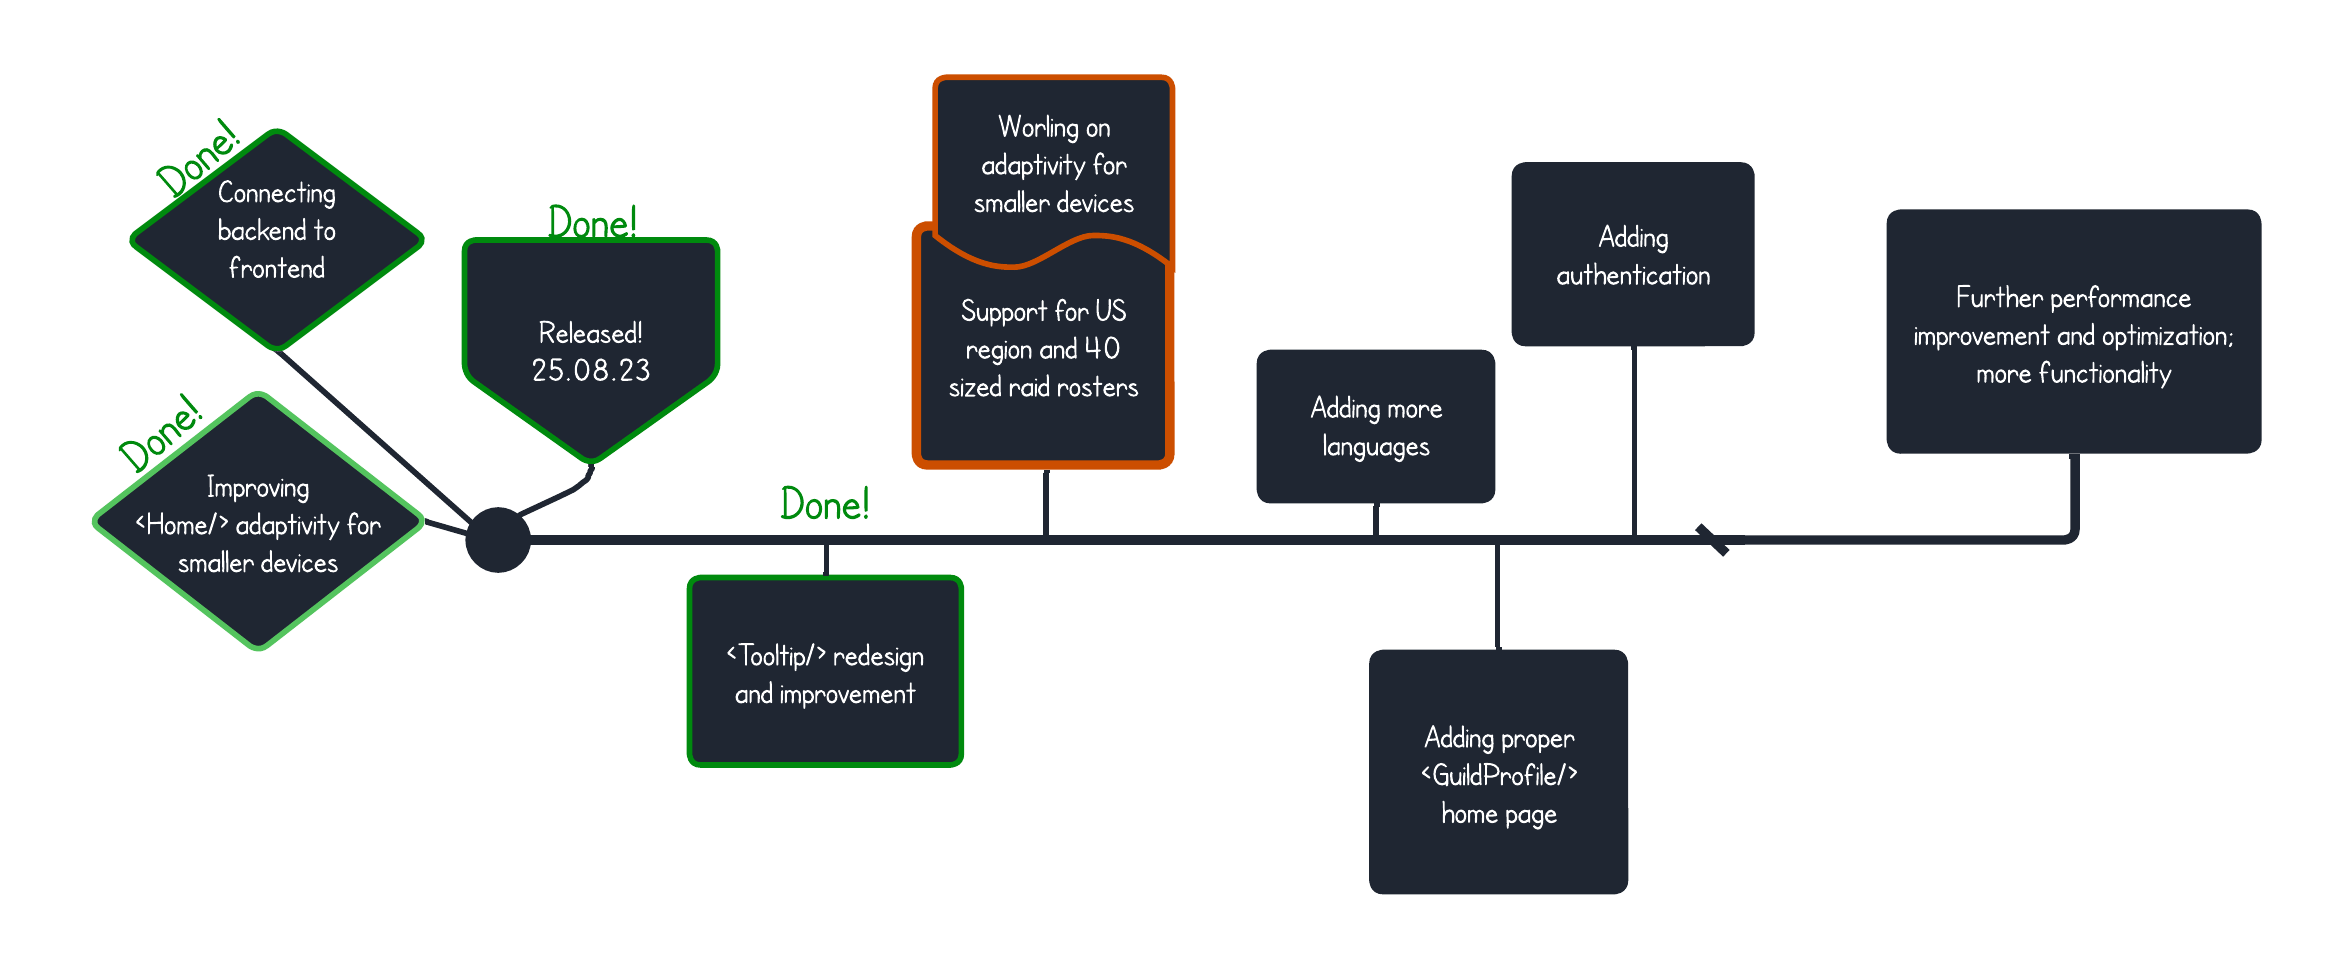 Done!
Connecting
backend to
frontend
Done!
Improving
<Home/> adaptivity for
smaller devices
Done!
Released!
25.08.23
Done!
<Tooltip/> redesign
and improvement
Worling on
adaptivity for
smaller devices
Support for US
region and 40
sized raid rosters
Adding more
languages
Adding proper
<GuildProfile/>
home page
Adding
authentication
Further performance
improvement and optimization;
more functionality